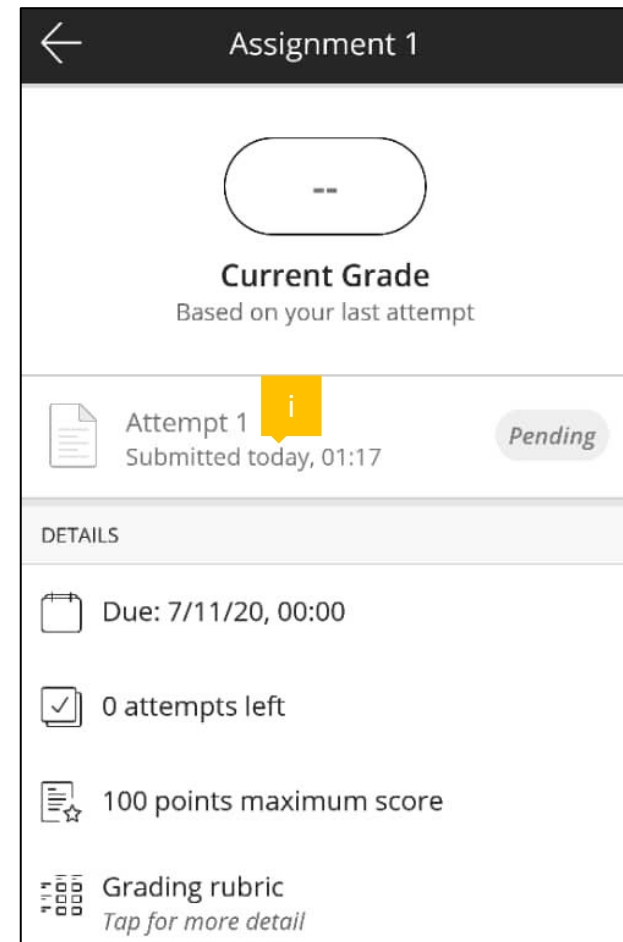 Assignment 1
--
Current Grade
Based on your last attempt
i
Attempt 1
Submitted today, 01:17
Pending
DETAILS
Due: 7/11/20, 00:00
0 attempts left
100 points maximum score
Grading rubric
Tap for more detail